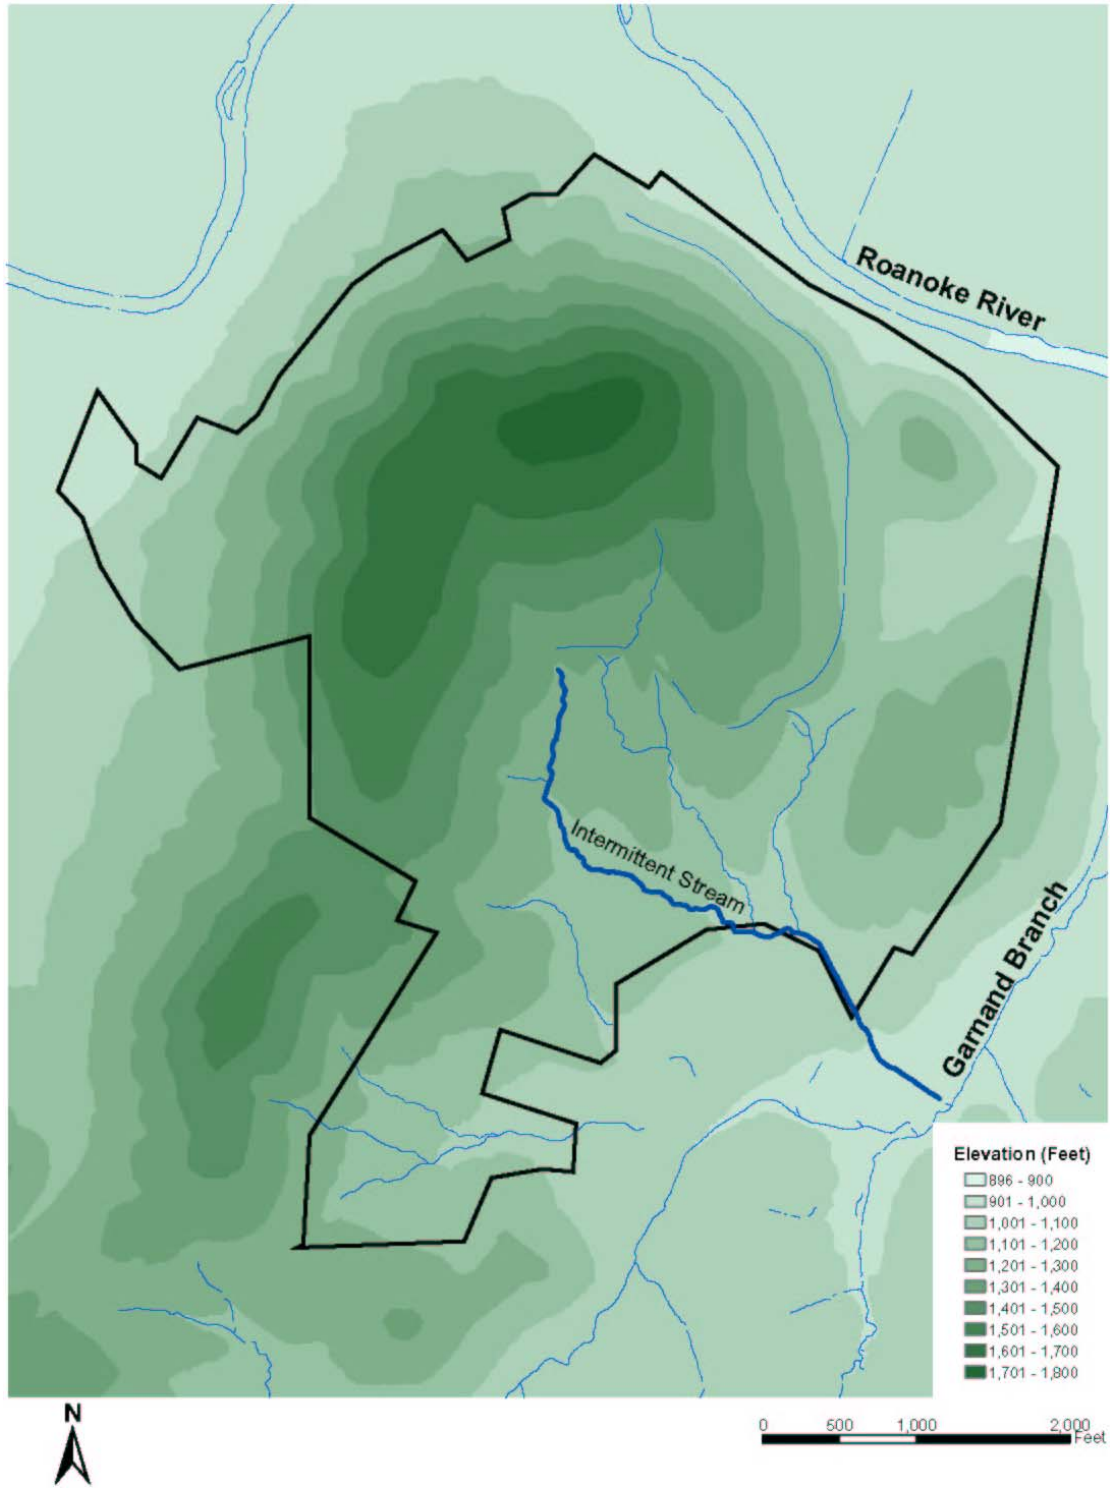 Roanoke River
Intermittent Stream
Garnand Branch
Elevation (Feet)
896 - 900
901 - 1,000
1,001 - 1,100
1,101 - 1,200
1,201 - 1,300
1,301 - 1,400
1,401 - 1,500
1,501 - 1,600
1,601 - 1,700
1,701 - 1,800
N
0 500 1,000 2,000
Feet